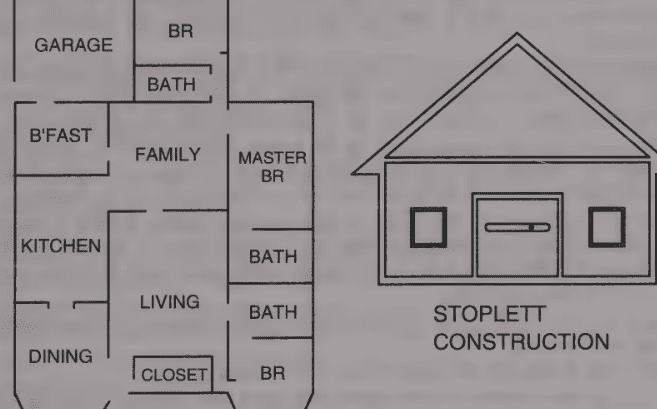 GARAGE
BR
BATH
B'FAST
FAMILY
MASTER
BR
KITCHEN
BATH
LIVING
BATH
DINING
CLOSET
BR
STOPLETT
CONSTRUCTION